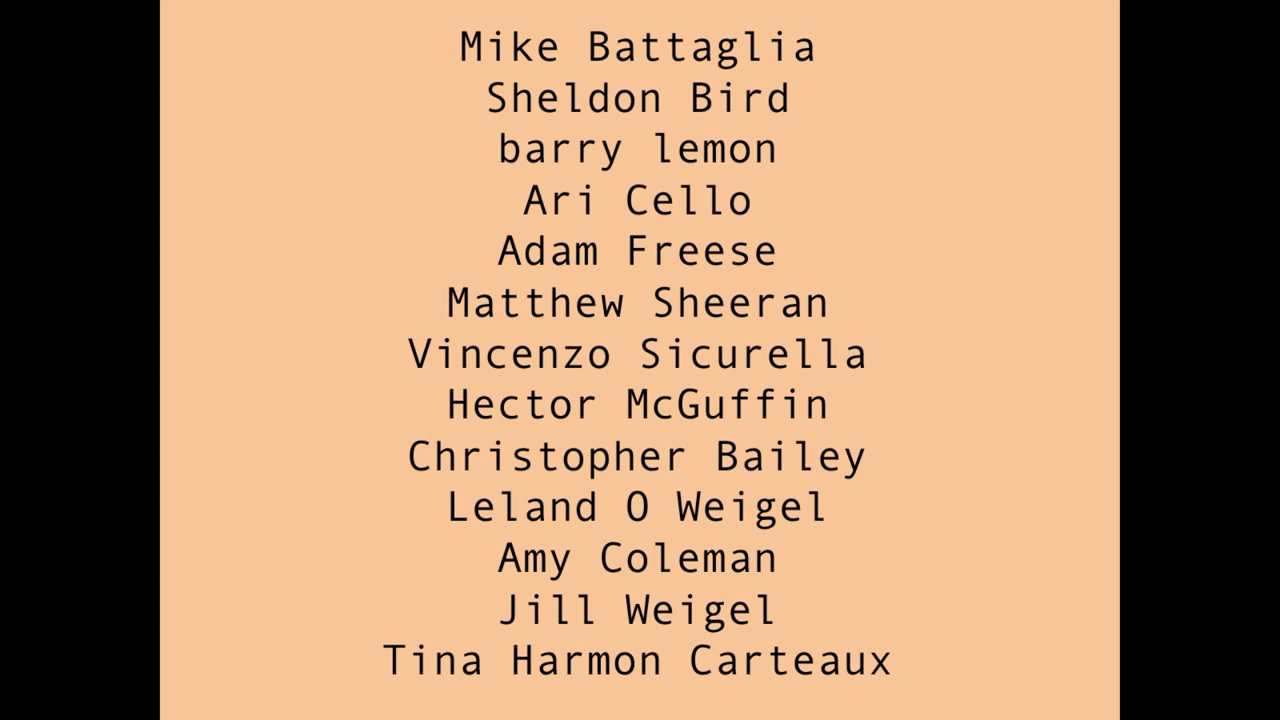 Mike Battaglia
Sheldon Bird
barry lemon
Ari Cello
Adam Freese
Matthew Sheeran
Vincenzo Sicurella
Hector McGuffin
Christopher Bailey
Leland O Weigel
Amy Coleman
Jill Weigel
Tina Harmon Carteaux